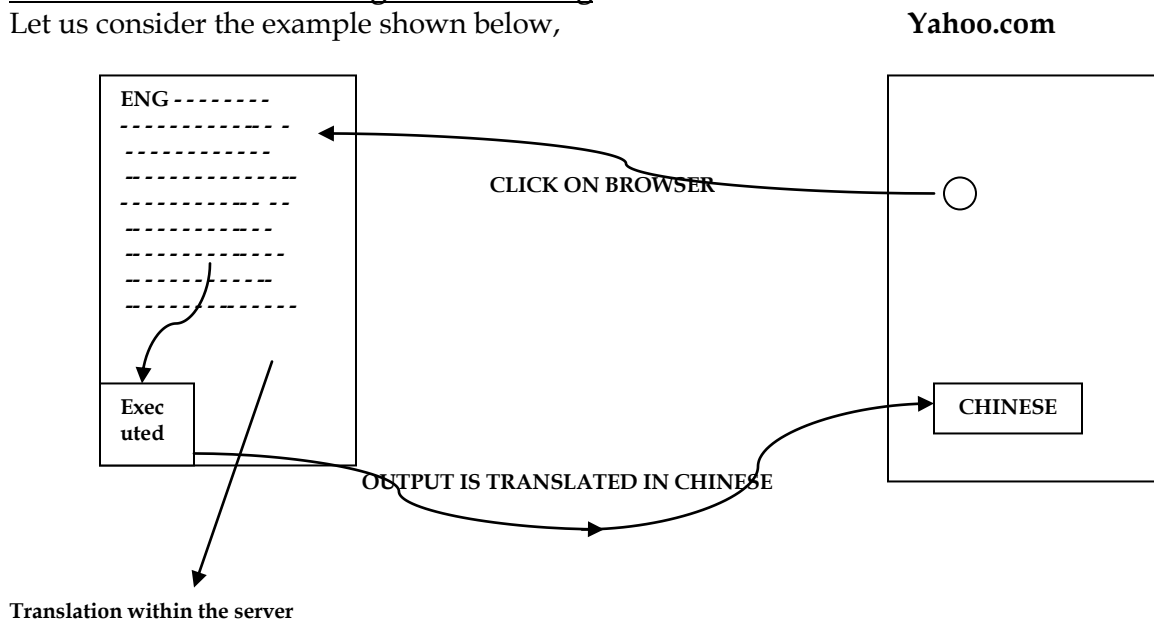 Let us consider the example shown below, Yahoo.com
ENG - - - - - - - -
CLICK ON BROWSER
Exec
uted
CHINESE
OUTPUT IS TRANSLATED IN CHINESE
Translation within the server